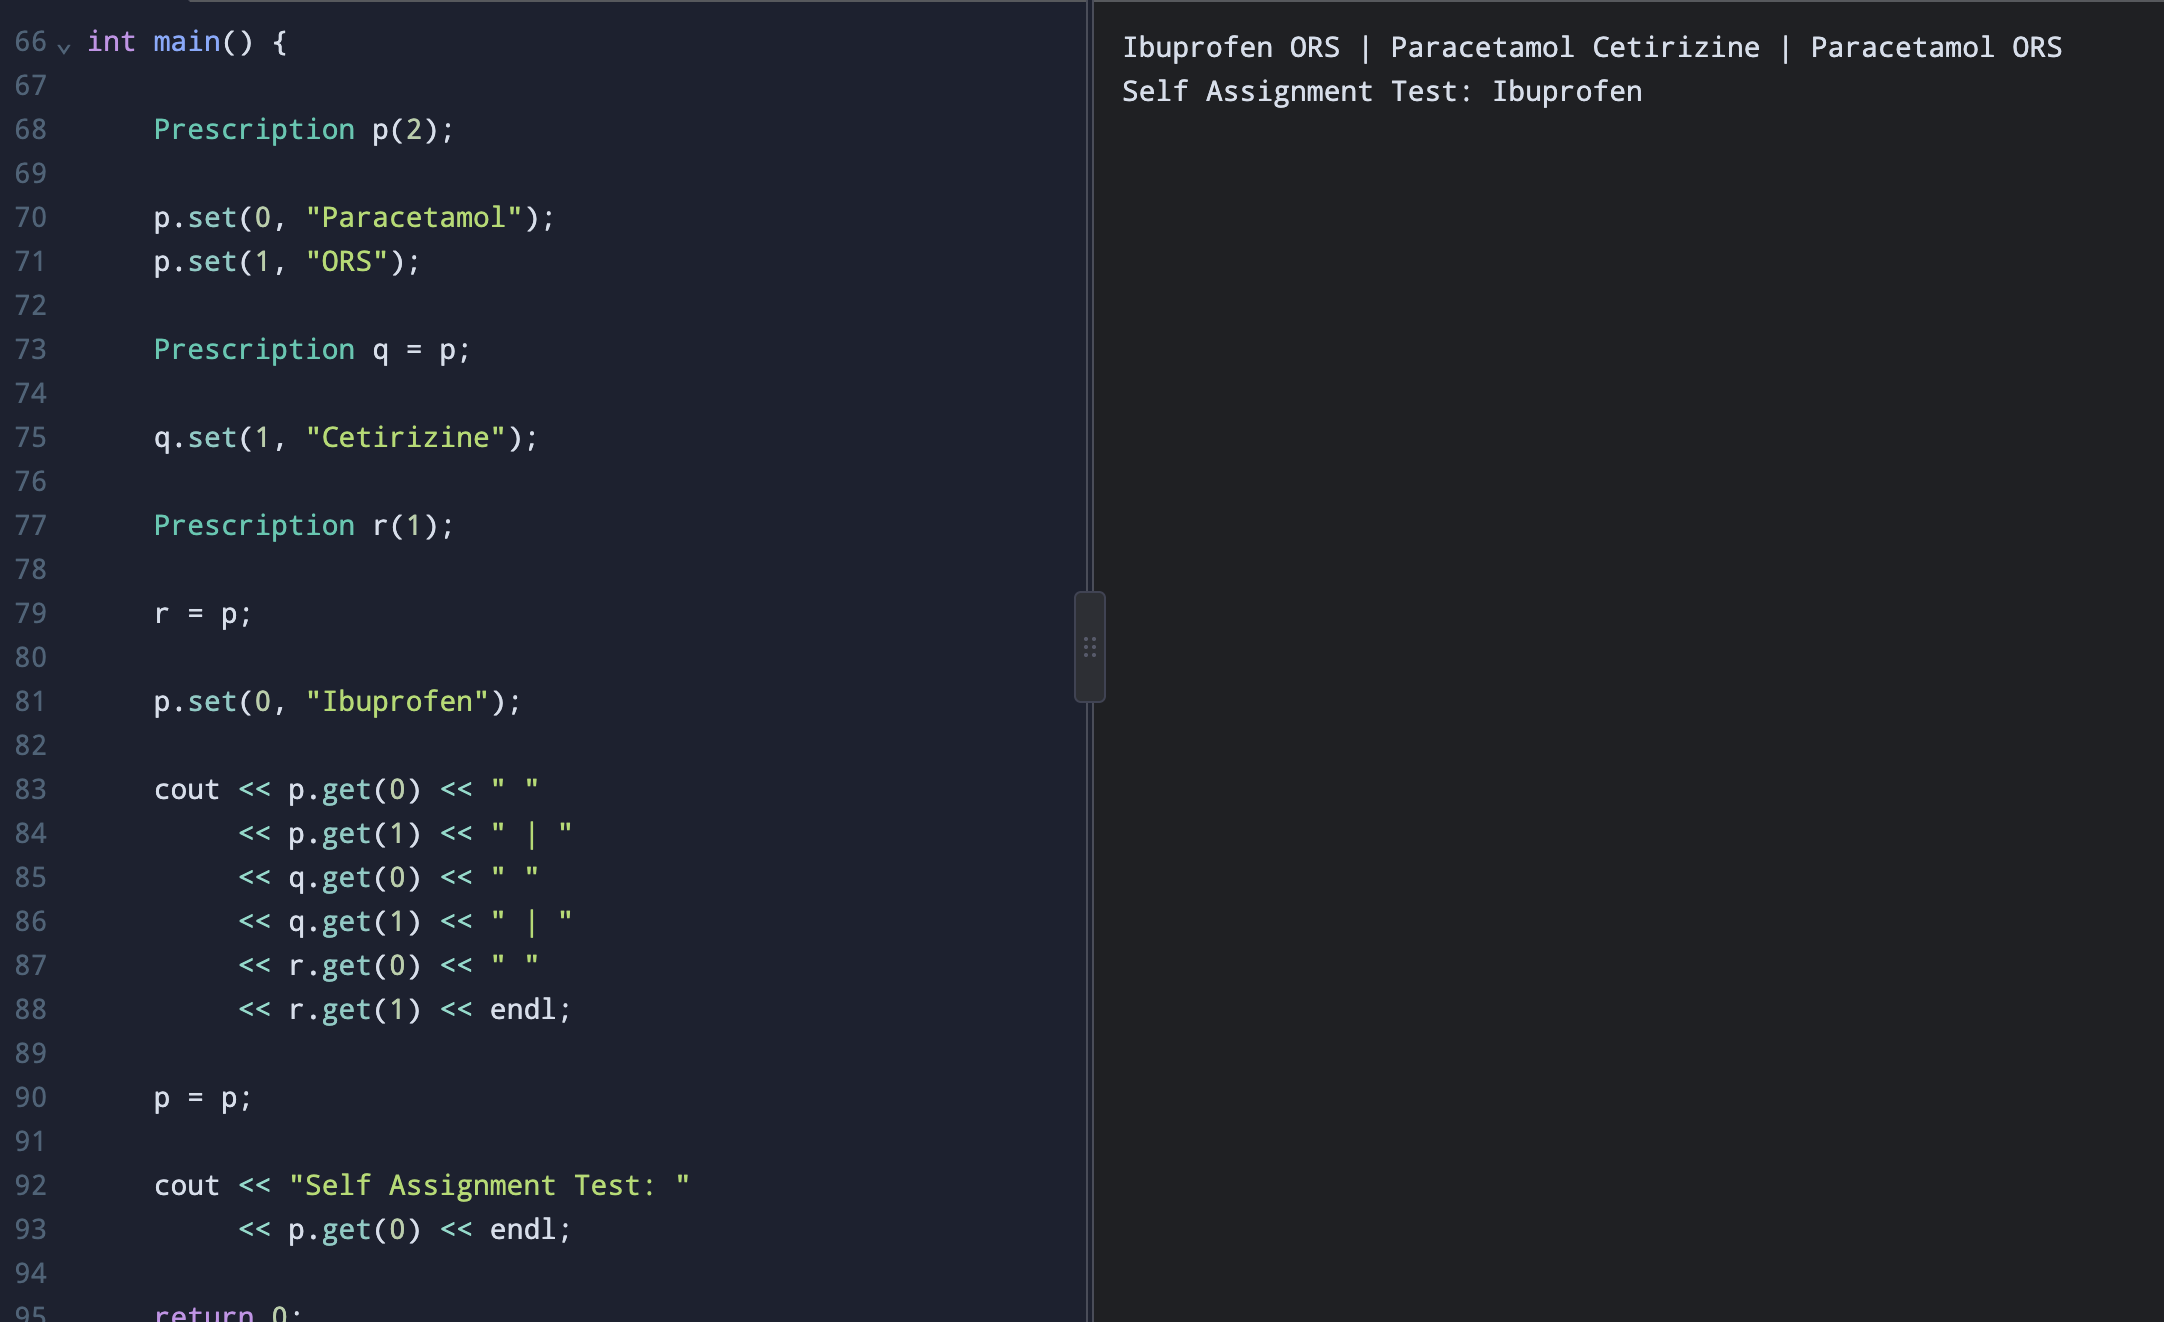 66 int main() {
67
68 Prescription p(2);
69
70 p.set(0, "Paracetamol");
71 p.set(1, "ORS");
72
73 Prescription q = p;
74
75 q.set(1, "Cetirizine");
76
77 Prescription r(1);
78
79 r = p;
80
81 p.set(0, "Ibuprofen");
82
83 cout << p.get(0) << " "
84 << p.get(1) << " | "
85 << q.get(0) << " "
86 << q.get(1) << " | "
87 << r.get(0) << " "
88 << r.get(1) << endl;
89
90 p = p;
91
92 cout << "Self Assignment Test: "
93 << p.get(0) << endl;
94
95 return 0;
Ibuprofen ORS | Paracetamol Cetirizine | Paracetamol ORS
Self Assignment Test: Ibuprofen